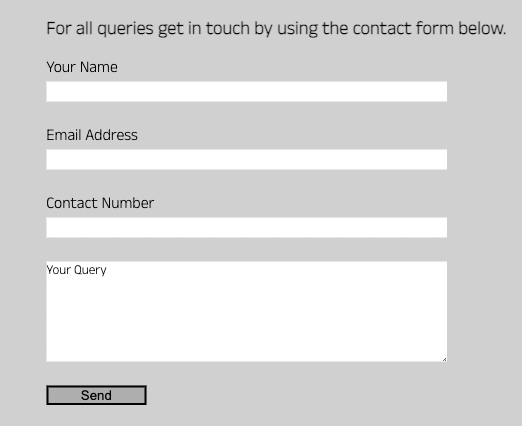 For all queries get in touch by using the contact form below.
Your Name
Email Address
Contact Number
Your Query
Send